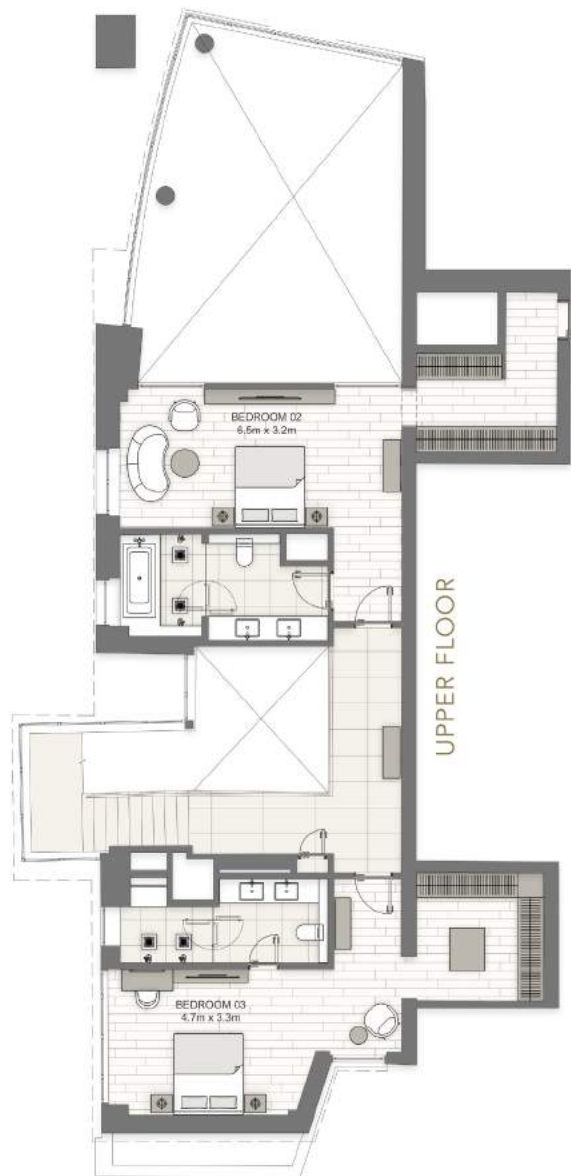 BEDROOM 02
6.5m x 3.2m
UPPER FLOOR
BEDROOM 03
4.7m x 3.3m